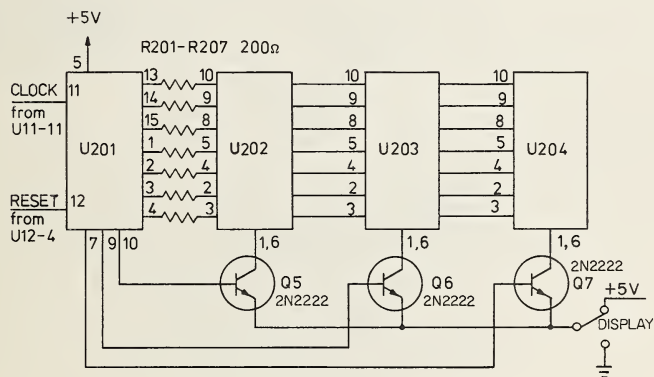 +5V
R201-R207 200Ω
5
13 10 10 10
CLOCK 11
14 9 9 9
from
U11-11
15 8 8 8
U201 U202 U203 U204
1 5 5 5
2 4 4 4
RESET 12
3 2 2 2
from
U12-4
4 3 3 3
7 9 10
1,6 1,6 1,6
Q5
2N2222
Q6
2N2222
2N2222
Q7
+5V
DISPLAY